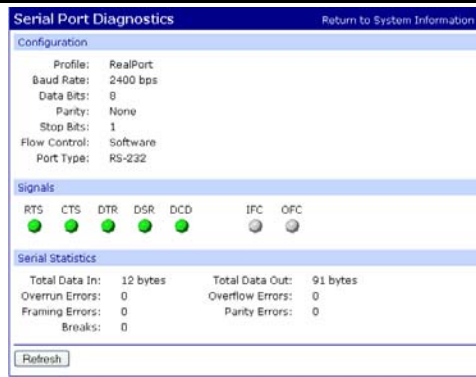 Serial Port Diagnostics Return to System Information
Configuration
Profile: RealPort
Baud Rate: 2400 bps
Data Bits: 8
Parity: None
Stop Bits: 1
Flow Control: Software
Port Type: RS-232
Signals
RTS CTS DTR DSR DCD IFC OFC
Serial Statistics
Total Data In: 12 bytes Total Data Out: 91 bytes
Overrun Errors: 0 Overflow Errors: 0
Framing Errors: 0 Parity Errors: 0
Breaks: 0
Refresh